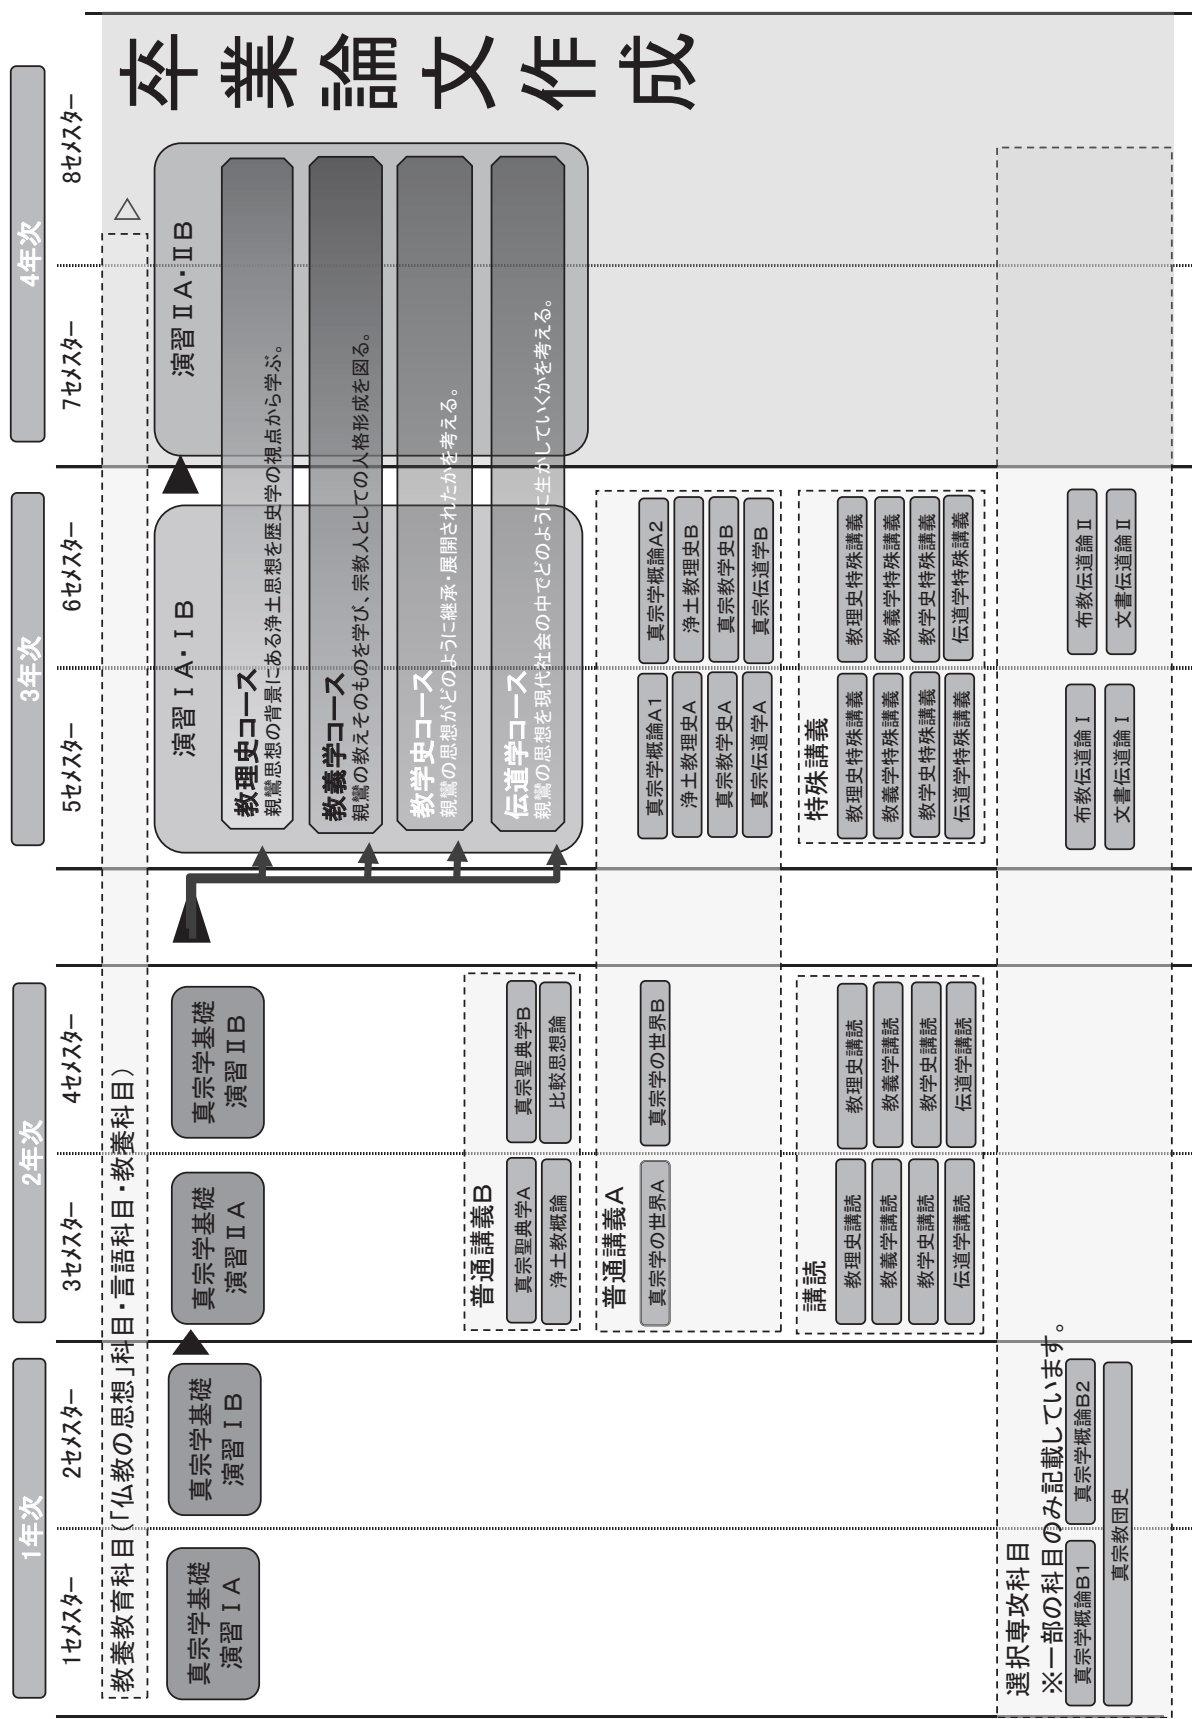 1年次
2年次
3年次
4年次
1セメスター
2セメスター
3セメスター
4セメスター
5セメスター
6セメスター
7セメスター
8セメスター
教養教育科目（「仏教の思想」科目・言語科目・教養科目）
真宗学基礎
演習ⅠA
真宗学基礎
演習ⅠB
真宗学基礎
演習ⅡA
真宗学基礎
演習ⅡB
演習ⅠA・ⅠB
演習ⅡA・ⅡB
教理史コース
親鸞思想の背景にある浄土思想を歴史学の視点から学ぶ。
教義学コース
親鸞の教えそのものを学び、宗教人としての人格形成を図る。
教学史コース
親鸞の思想がどのように継承・展開されたかを考える。
伝道学コース
親鸞の思想を現代社会の中でどのように生かしていくかを考える。
卒業論文作成
普通講義B
真宗聖典学A
真宗聖典学B
浄土教概論
比較思想論
普通講義A
真宗学の世界A
真宗学の世界B
真宗学概論A1
真宗学概論A2
浄土教理史A
浄土教理史B
真宗教学史A
真宗教学史B
真宗伝道学A
真宗伝道学B
講読
教理史講読
教理史講読
教義学講読
教義学講読
教学史講読
教学史講読
伝道学講読
伝道学講読
特殊講義
教理史特殊講義
教理史特殊講義
教義学特殊講義
教義学特殊講義
教学史特殊講義
教学史特殊講義
伝道学特殊講義
伝道学特殊講義
選択専攻科目
※一部の科目のみ記載しています。
真宗学概論B1
真宗学概論B2
真宗教団史
布教伝道論Ⅰ
布教伝道論Ⅱ
文書伝道論Ⅰ
文書伝道論Ⅱ